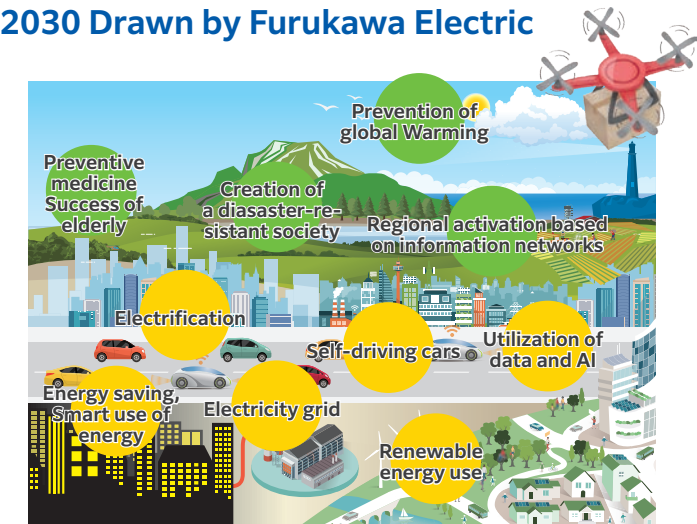 2030 Drawn by Furukawa Electric
Prevention of
global Warming
Preventive
medicine
Success of
elderly
Creation of
a diasaster-re-
sistant society
Regional activation based
on information networks
Electrification
Self-driving cars
Utilization of
data and AI
Energy saving,
Smart use of
energy
Electricity grid
Renewable
energy use